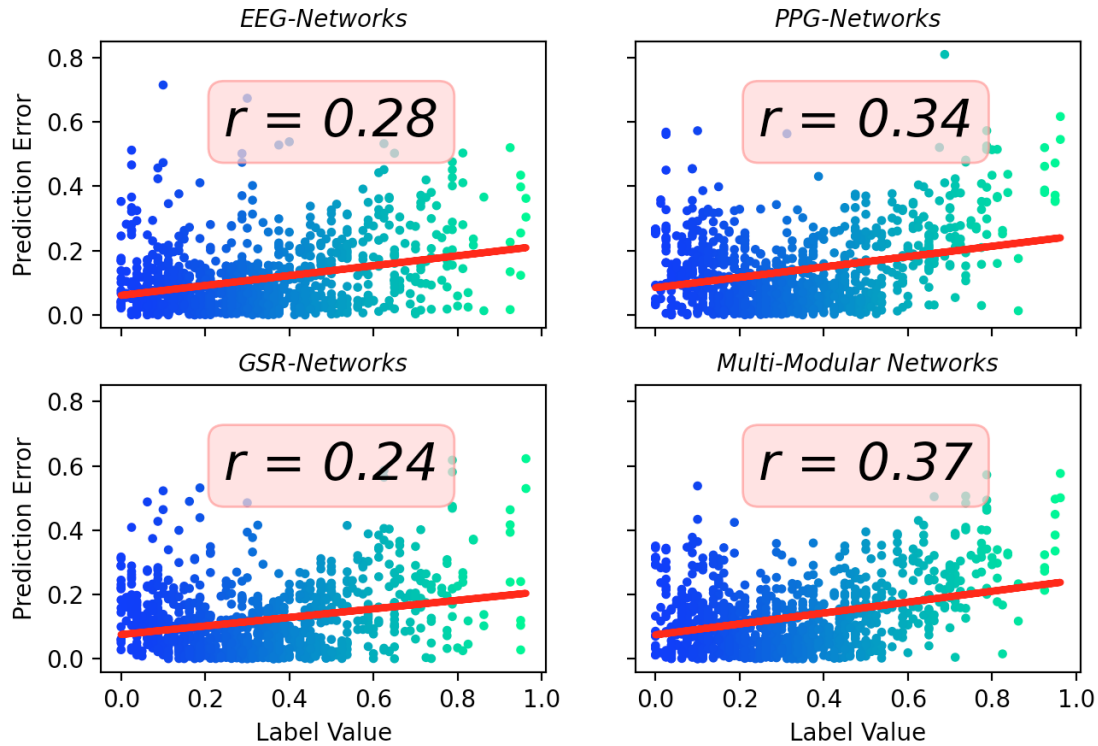 EEG-Networks
PPG-Networks
0.8
0.6
0.4
0.2
0.0
Prediction Error
r = 0.28
r = 0.34
GSR-Networks
Multi-Modular Networks
0.8
0.6
0.4
0.2
0.0
Prediction Error
r = 0.24
r = 0.37
0.0 0.2 0.4 0.6 0.8 1.0
0.0 0.2 0.4 0.6 0.8 1.0
Label Value
Label Value